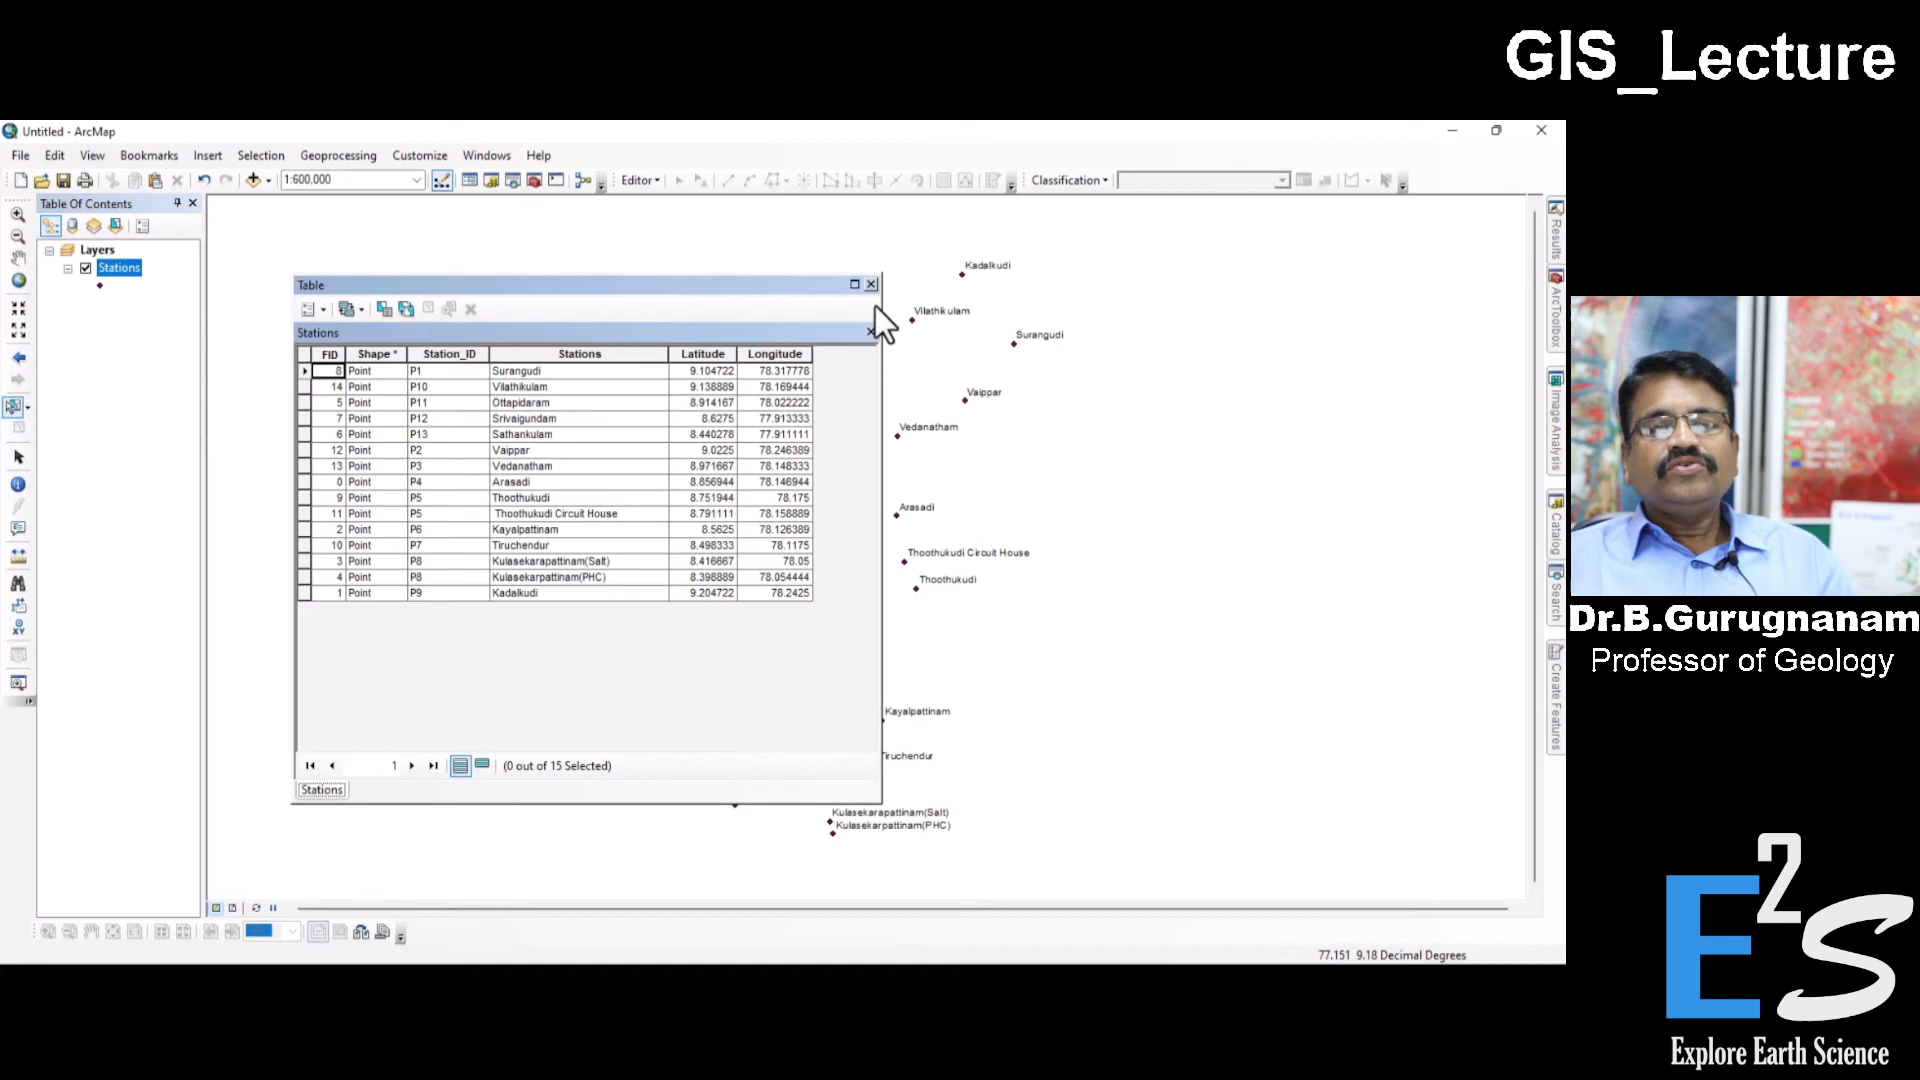 GIS_Lecture
Untitled - ArcMap
File Edit View Bookmarks Insert Selection Geoprocessing Customize Windows Help
1:600,000 Editor Classification
Table Of Contents
Layers
Stations
Table
Stations
FID Shape * Station_ID Stations Latitude Longitude
8 Point P1 Surangudi 9.104722 78.317778
14 Point P10 Vilathikulam 9.138889 78.169444
5 Point P11 Ottapidaram 8.914167 78.022222
7 Point P12 Srivaigundam 8.6275 77.913333
6 Point P13 Sathankulam 8.440278 77.911111
12 Point P2 Vaippar 9.0225 78.246389
13 Point P3 Vedanatham 8.971667 78.148333
0 Point P4 Arasadi 8.856944 78.146944
9 Point P5 Thoothukudi 8.751944 78.175
11 Point P5 Thoothukudi Circuit House 8.791111 78.158889
2 Point P6 Kayalpattinam 8.5625 78.126389
10 Point P7 Tiruchendur 8.498333 78.1175
3 Point P8 Kulasekarapattinam(Salt) 8.416667 78.05
4 Point P8 Kulasekarpattinam(PHC) 8.398889 78.054444
1 Point P9 Kadalkudi 9.204722 78.2425
1 (0 out of 15 Selected)
Stations
Kadalkudi
Vilathikulam
Surangudi
Vaippar
Vedanatham
Arasadi
Thoothukudi Circuit House
Thoothukudi
Kayalpattinam
Tiruchendur
Kulasekarapattinam(Salt)
Kulasekarpattinam(PHC)
XY
77.151 9.18 Decimal Degrees
Results
ArcToolbox
Image Analysis
Catalog
Search
Create Features
Dr.B.Gurugnanam
Professor of Geology
E2S
Explore Earth Science